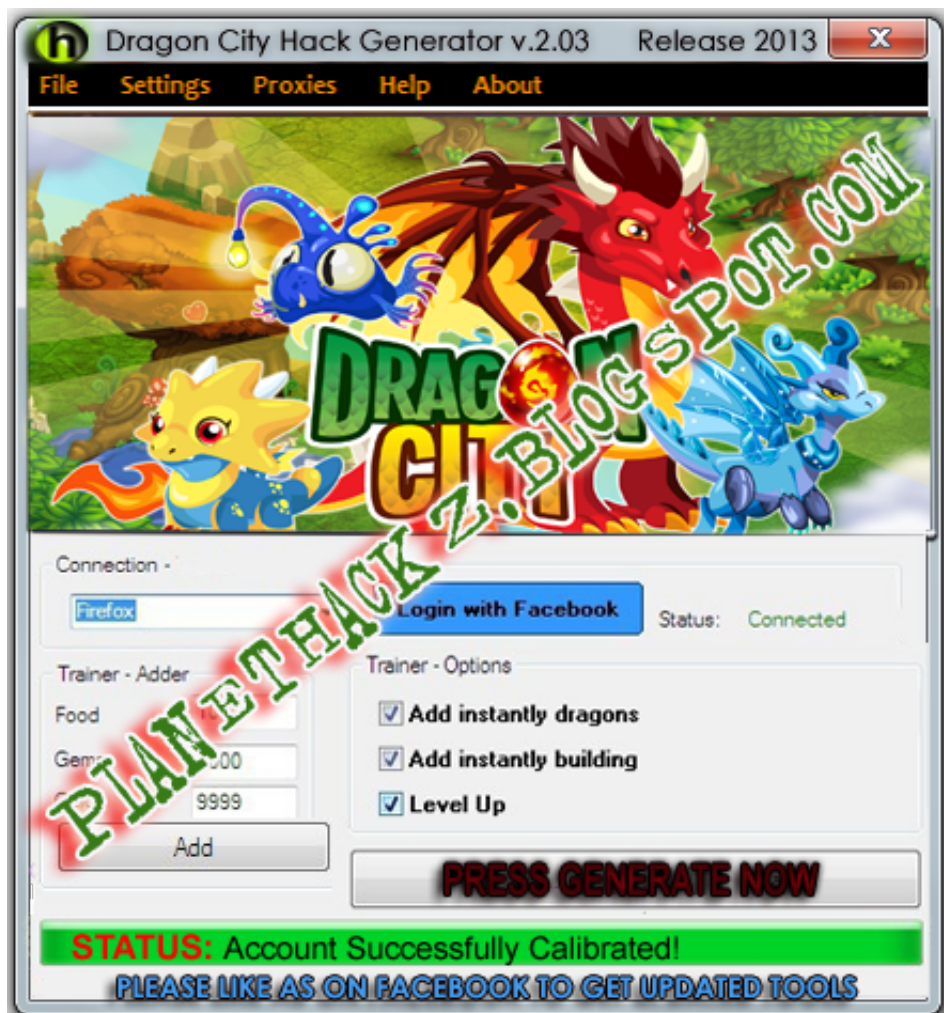 h Dragon City Hack Generator v.2.03 Release 2013 X
File Settings Proxies Help About
DRAGON
CITY
PLANETHACKZ.BLOGSPOT.COM
Connection -
Firefox Login with Facebook Status: Connected
Trainer - Adder Trainer - Options
Food Add instantly dragons
Add instantly building
9999 Level Up
Add
PRESS GENERATE NOW
STATUS: Account Successfully Calibrated!
PLEASE LIKE AS ON FACEBOOK TO GET UPDATED TOOLS